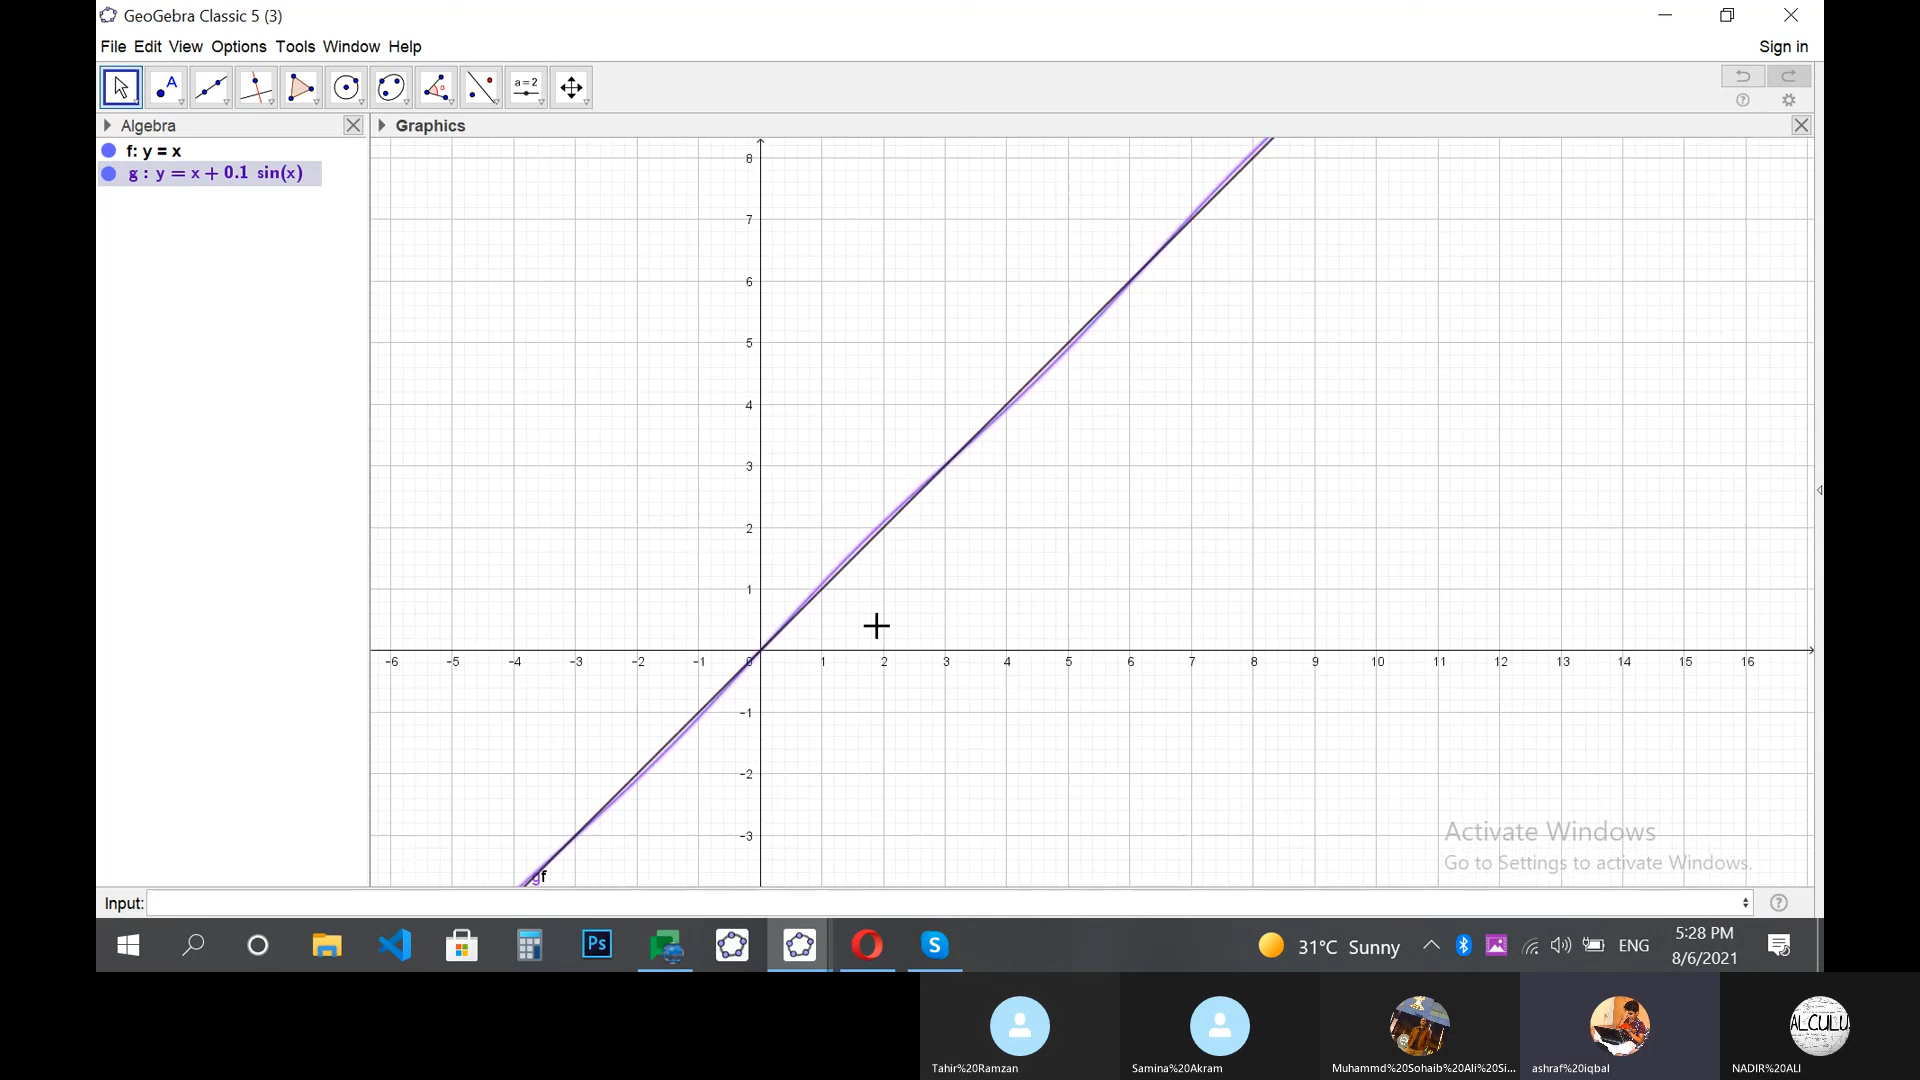 GeoGebra Classic 5 (3)
File Edit View Options Tools Window Help
Sign in
A
a=2
Algebra
Graphics
f: y = x
g : y = x + 0.1 sin(x)
8
7
6
5
4
3
2
1
-6 -5 -4 -3 -2 -1 0 1 2 3 4 5 6 7 8 9 10 11 12 13 14 15 16
-1
-2
-3
gf
Activate Windows
Go to Settings to activate Windows.
Input:
Ps
S
31°C Sunny
ENG
5:28 PM
8/6/2021
ALCULU
Tahir%20Ramzan
Samina%20Akram
Muhammd%20Sohaib%20Ali%20Si...
ashraf%20iqbal
NADIR%20ALI